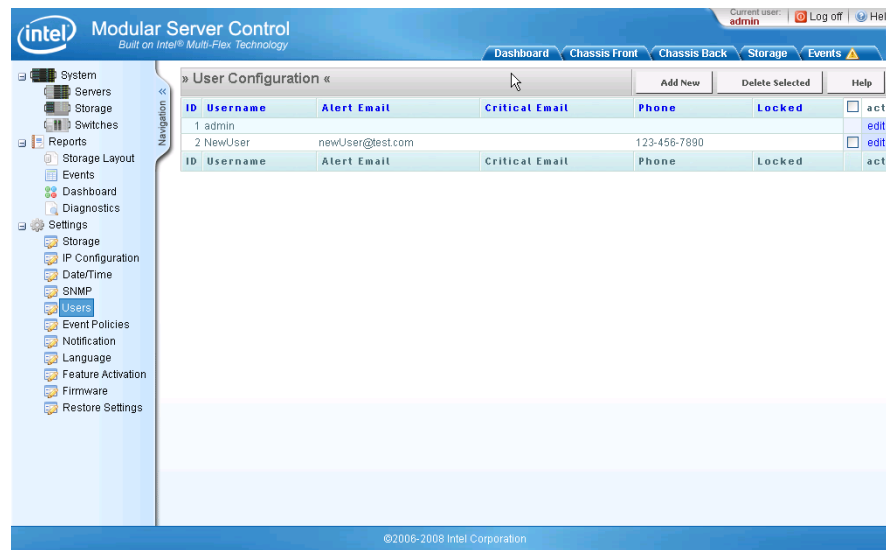 intel Modular Server Control
Built on Intel® Multi-Flex Technology
Current user:
admin
Log off
Hel
Dashboard Chassis Front Chassis Back Storage Events
System
Servers
Storage
Switches
Reports
Storage Layout
Events
Dashboard
Diagnostics
Settings
Storage
IP Configuration
Date/Time
SNMP
Users
Event Policies
Notification
Language
Feature Activation
Firmware
Restore Settings
«
Navigation
» User Configuration «
Add New Delete Selected Help
ID Username Alert Email Critical Email Phone Locked act
1 admin edit
2 NewUser newUser@test.com 123-456-7890 edit
ID Username Alert Email Critical Email Phone Locked act
©2006-2008 Intel Corporation